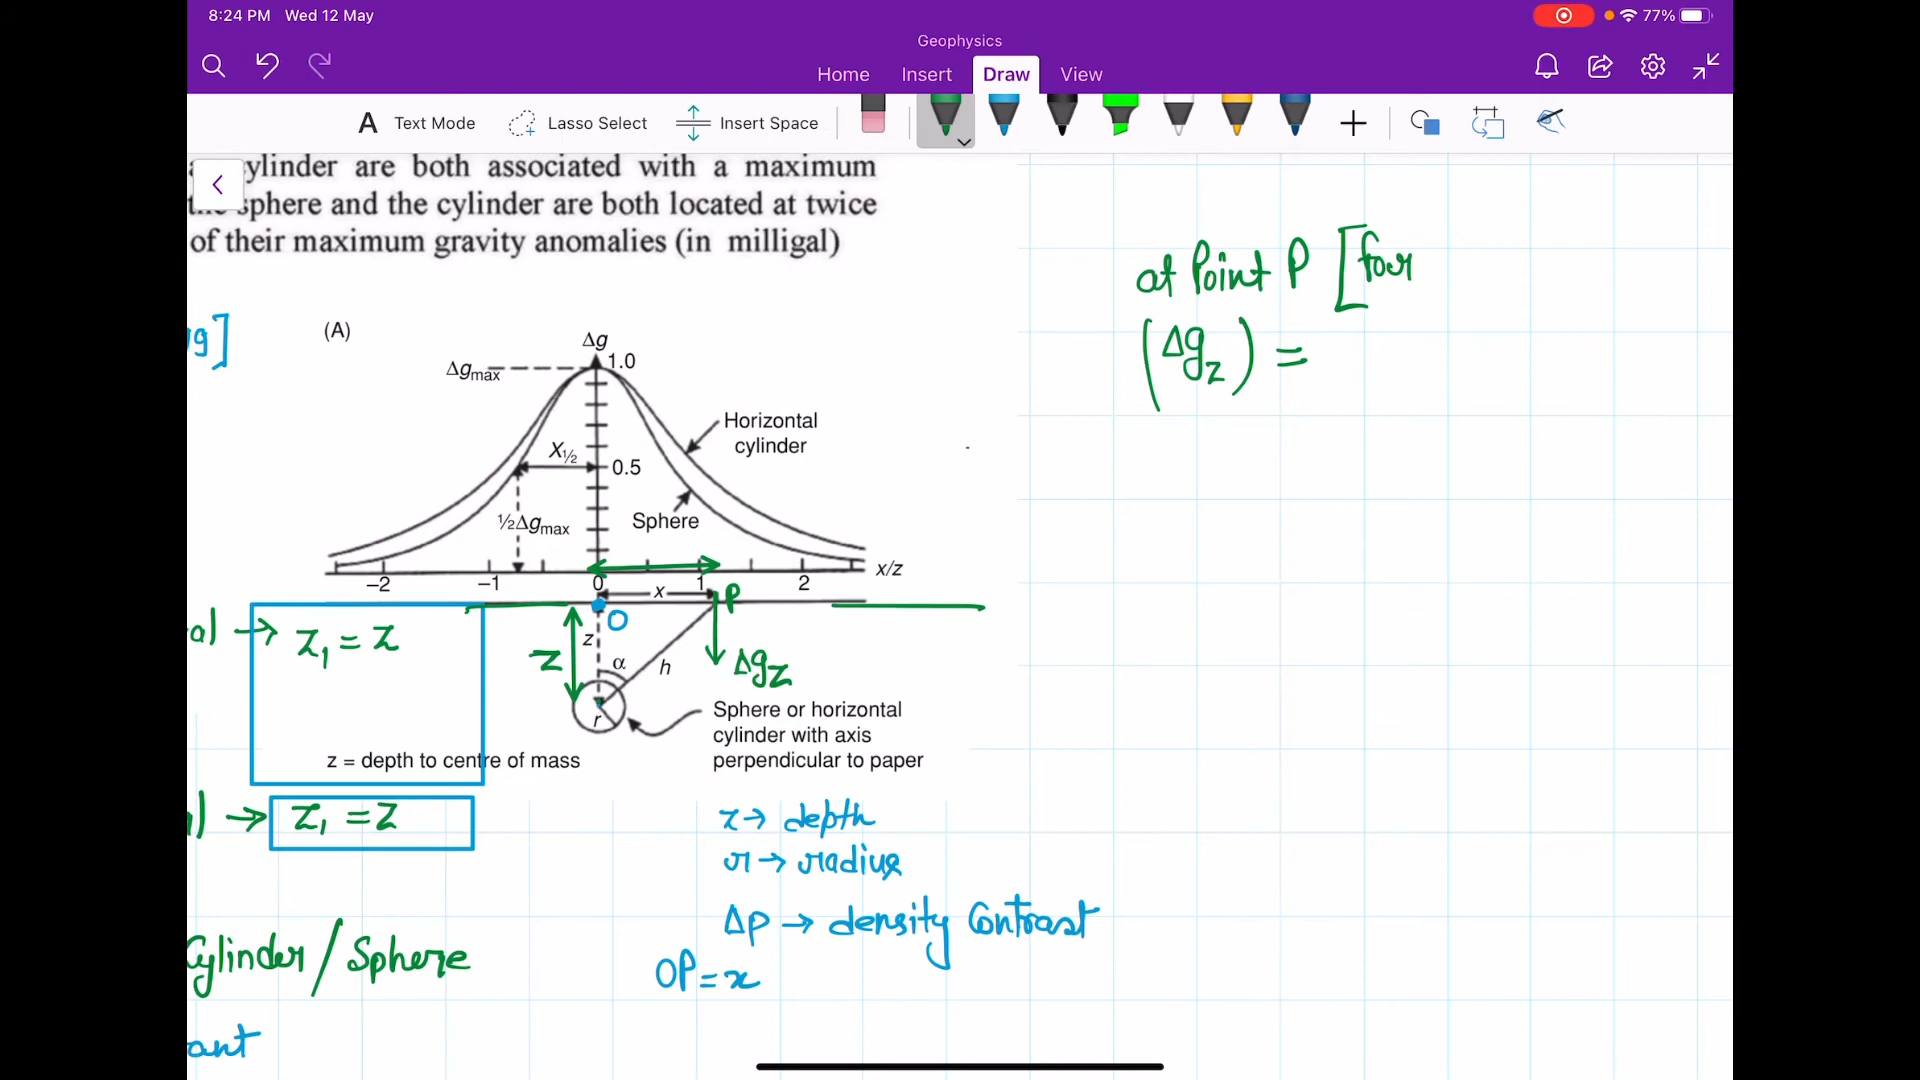 8:24 PM Wed 12 May
77%
Geophysics
Home Insert Draw View
A Text Mode Lasso Select Insert Space
ylinder are both associated with a maximum
sphere and the cylinder are both located at twice
of their maximum gravity anomalies (in milligal)
at Point P [for
(Δg_z) =
g]
(A)
Δg
Δgmax
1.0
Horizontal
cylinder
X½
0.5
½Δgmax
Sphere
x/z
–2 –1 0 1 2
x P
O
al → z₁ = z
z z
α h Δg_z
r
Sphere or horizontal
cylinder with axis
perpendicular to paper
z = depth to centre of mass
l → z₁ = z
z → depth
r → radius
Δρ → density Contrast
OP = x
Cylinder / Sphere
ant